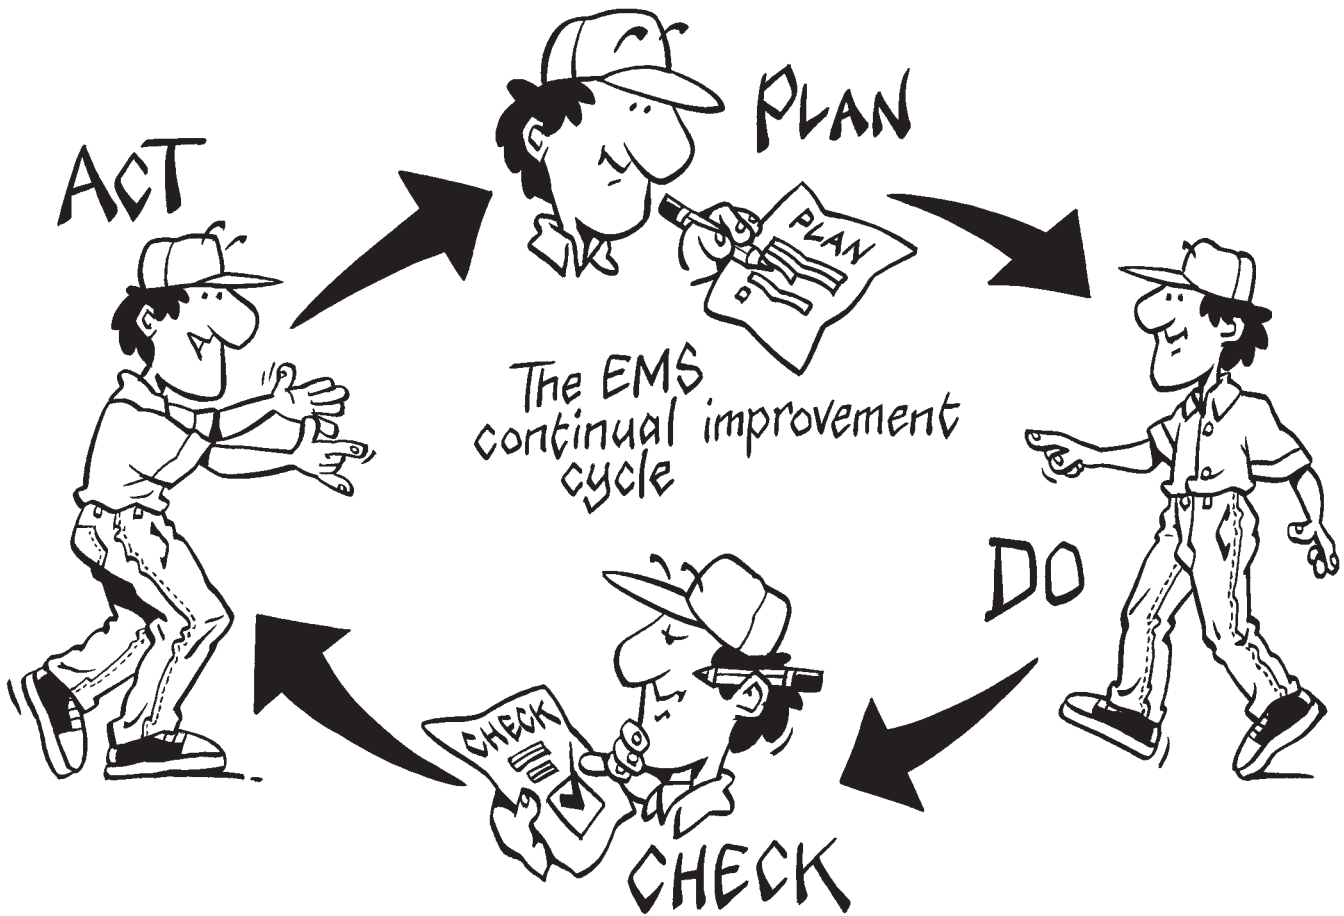 PLAN
ACT
PLAN
The EMS
continual improvement
cycle
DO
CHECK
CHECK